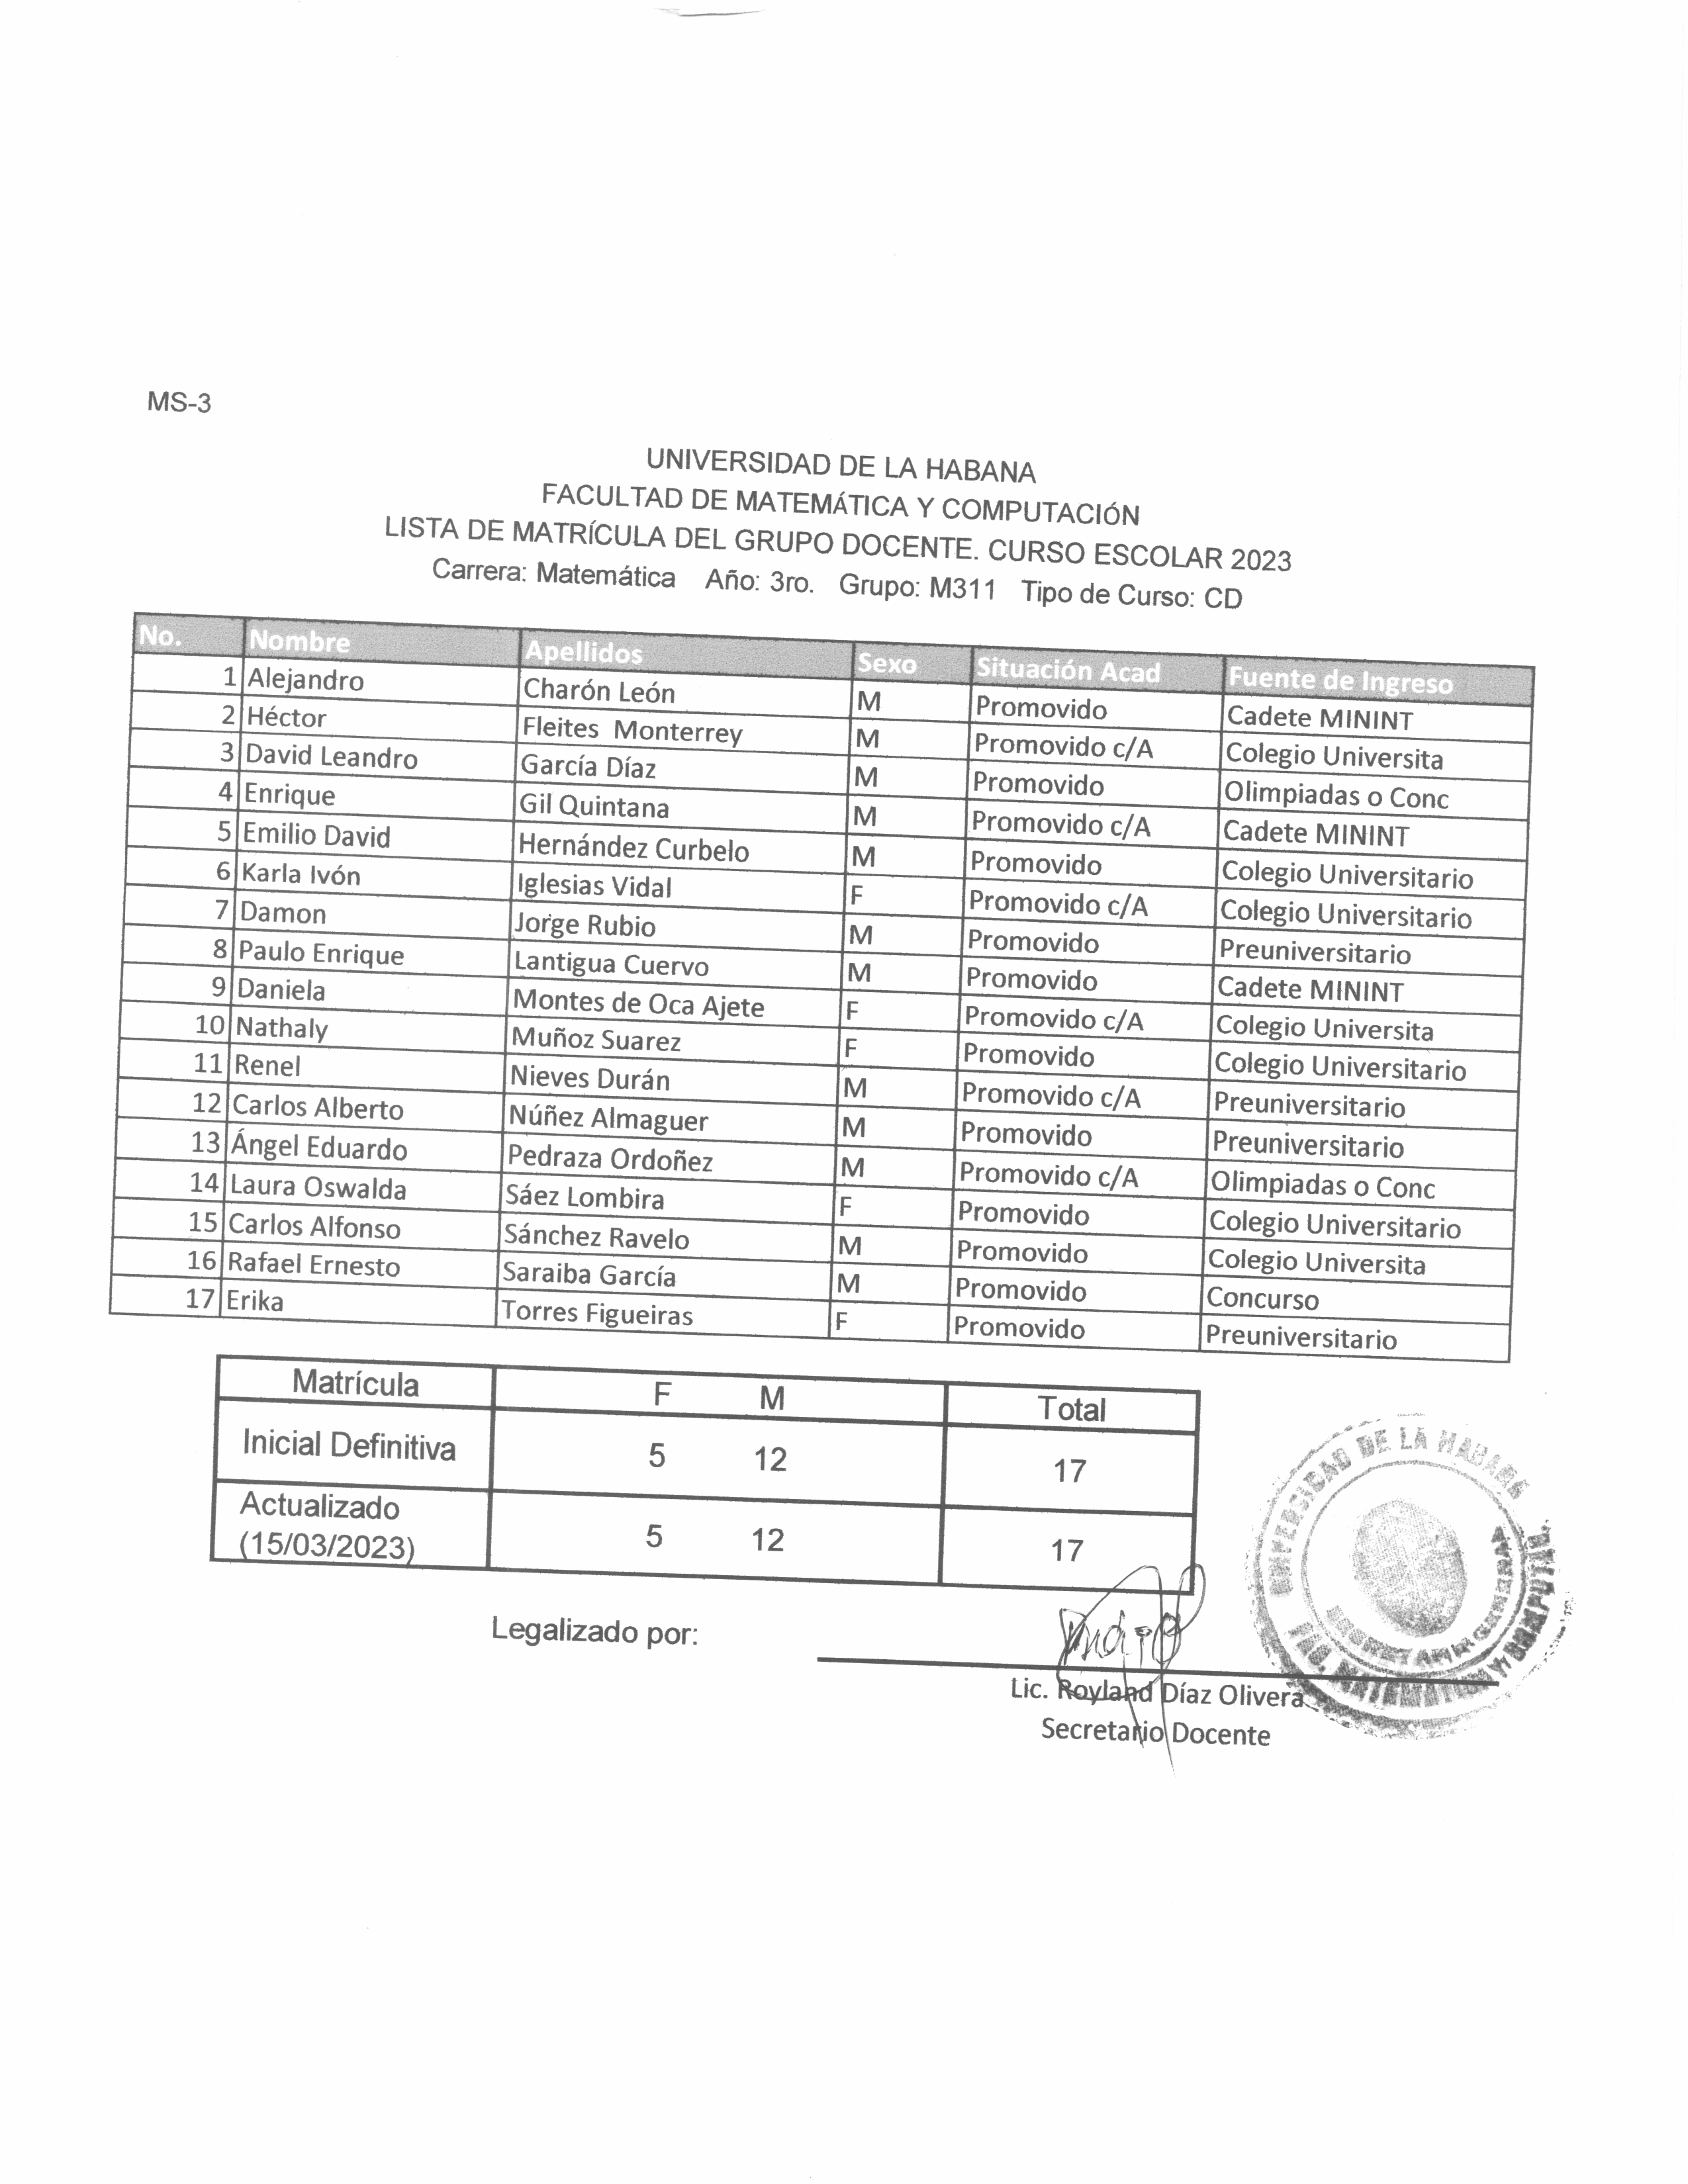 MS-3
UNIVERSIDAD DE LA HABANA
FACULTAD DE MATEMÁTICA Y COMPUTACIÓN
LISTA DE MATRÍCULA DEL GRUPO DOCENTE. CURSO ESCOLAR 2023
Carrera: Matemática Año: 3ro. Grupo: M311 Tipo de Curso: CD
No. Nombre Apellidos Sexo Situación Acad Fuente de Ingreso
1 Alejandro Charón León M Promovido Cadete MININT
2 Héctor Fleites Monterrey M Promovido c/A Colegio Universita
3 David Leandro García Díaz M Promovido Olimpiadas o Conc
4 Enrique Gil Quintana M Promovido c/A Cadete MININT
5 Emilio David Hernández Curbelo M Promovido Colegio Universitario
6 Karla Ivón Iglesias Vidal F Promovido c/A Colegio Universitario
7 Damon Jorge Rubio M Promovido Preuniversitario
8 Paulo Enrique Lantigua Cuervo M Promovido Cadete MININT
9 Daniela Montes de Oca Ajete F Promovido c/A Colegio Universita
10 Nathaly Muñoz Suarez F Promovido Colegio Universitario
11 Renel Nieves Durán M Promovido c/A Preuniversitario
12 Carlos Alberto Núñez Almaguer M Promovido Preuniversitario
13 Ángel Eduardo Pedraza Ordoñez M Promovido c/A Olimpiadas o Conc
14 Laura Oswalda Sáez Lombira F Promovido Colegio Universitario
15 Carlos Alfonso Sánchez Ravelo M Promovido Colegio Universita
16 Rafael Ernesto Saraiba García M Promovido Concurso
17 Erika Torres Figueiras F Promovido Preuniversitario
Matrícula F M Total
Inicial Definitiva 5 12 17
Actualizado
(15/03/2023) 5 12 17
Legalizado por:
Lic. Royland Díaz Olivera
Secretario Docente
UNIVERSIDAD DE LA HABANA
SECRETARIA GENERAL
FAC. MATEMATICA Y COMPUTAC.